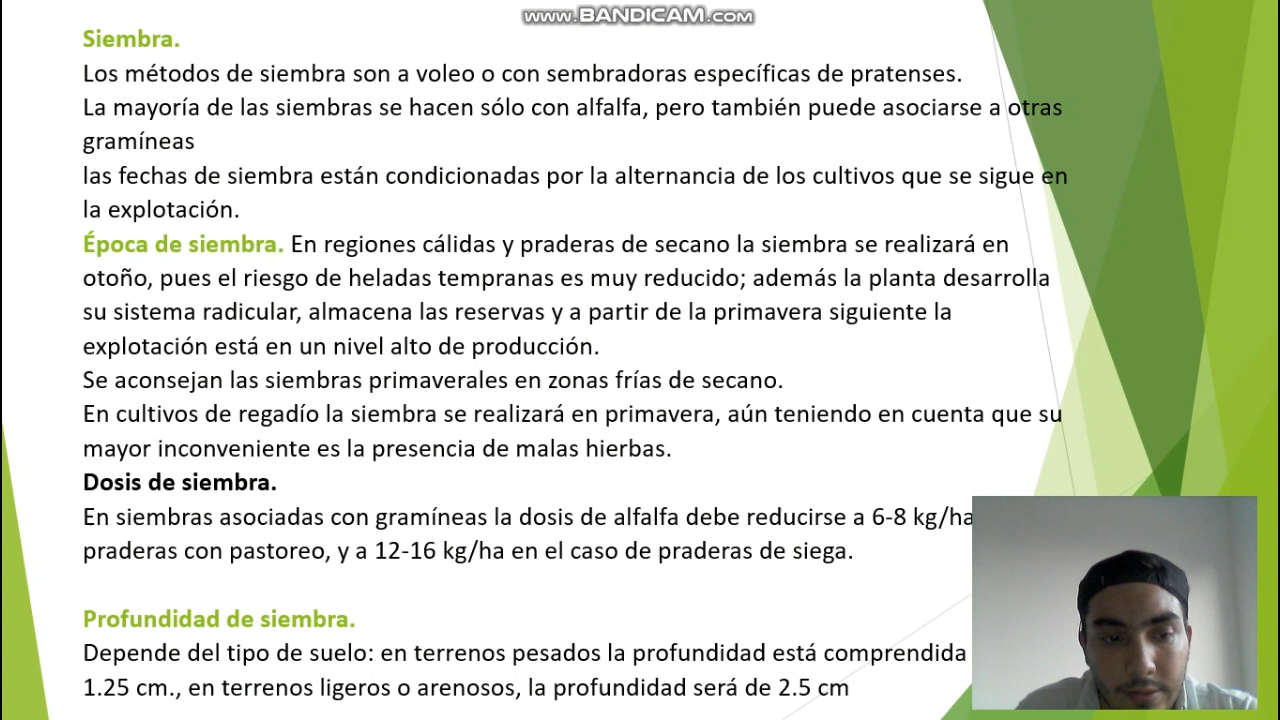 www.BANDICAM.com
Siembra.
Los métodos de siembra son a voleo o con sembradoras específicas de pratenses.
La mayoría de las siembras se hacen sólo con alfalfa, pero también puede asociarse a otras
gramíneas
las fechas de siembra están condicionadas por la alternancia de los cultivos que se sigue en
la explotación.
Época de siembra. En regiones cálidas y praderas de secano la siembra se realizará en
otoño, pues el riesgo de heladas tempranas es muy reducido; además la planta desarrolla
su sistema radicular, almacena las reservas y a partir de la primavera siguiente la
explotación está en un nivel alto de producción.
Se aconsejan las siembras primaverales en zonas frías de secano.
En cultivos de regadío la siembra se realizará en primavera, aún teniendo en cuenta que su
mayor inconveniente es la presencia de malas hierbas.
Dosis de siembra.
En siembras asociadas con gramíneas la dosis de alfalfa debe reducirse a 6-8 kg/ha
praderas con pastoreo, y a 12-16 kg/ha en el caso de praderas de siega.
Profundidad de siembra.
Depende del tipo de suelo: en terrenos pesados la profundidad está comprendida
1.25 cm., en terrenos ligeros o arenosos, la profundidad será de 2.5 cm